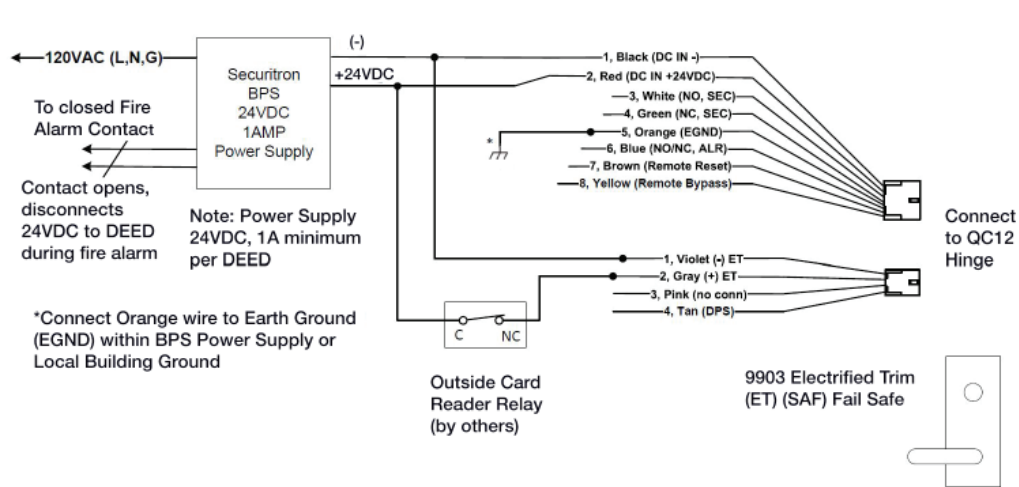 120VAC (L,N,G)
Securitron
BPS
24VDC
1AMP
Power Supply
(-)
+24VDC
To closed Fire
Alarm Contact
Contact opens,
disconnects
24VDC to DEED
during fire alarm
Note: Power Supply
24VDC, 1A minimum
per DEED
*Connect Orange wire to Earth Ground
(EGND) within BPS Power Supply or
Local Building Ground
1, Black (DC IN -)
2, Red (DC IN +24VDC)
3, White (NO, SEC)
4, Green (NC, SEC)
5, Orange (EGND)
6, Blue (NO/NC, ALR)
7, Brown (Remote Reset)
8, Yellow (Remote Bypass)
*
Connect
to QC12
Hinge
1, Violet (-) ET
2, Gray (+) ET
3, Pink (no conn)
4, Tan (DPS)
C NC
Outside Card
Reader Relay
(by others)
9903 Electrified Trim
(ET) (SAF) Fail Safe